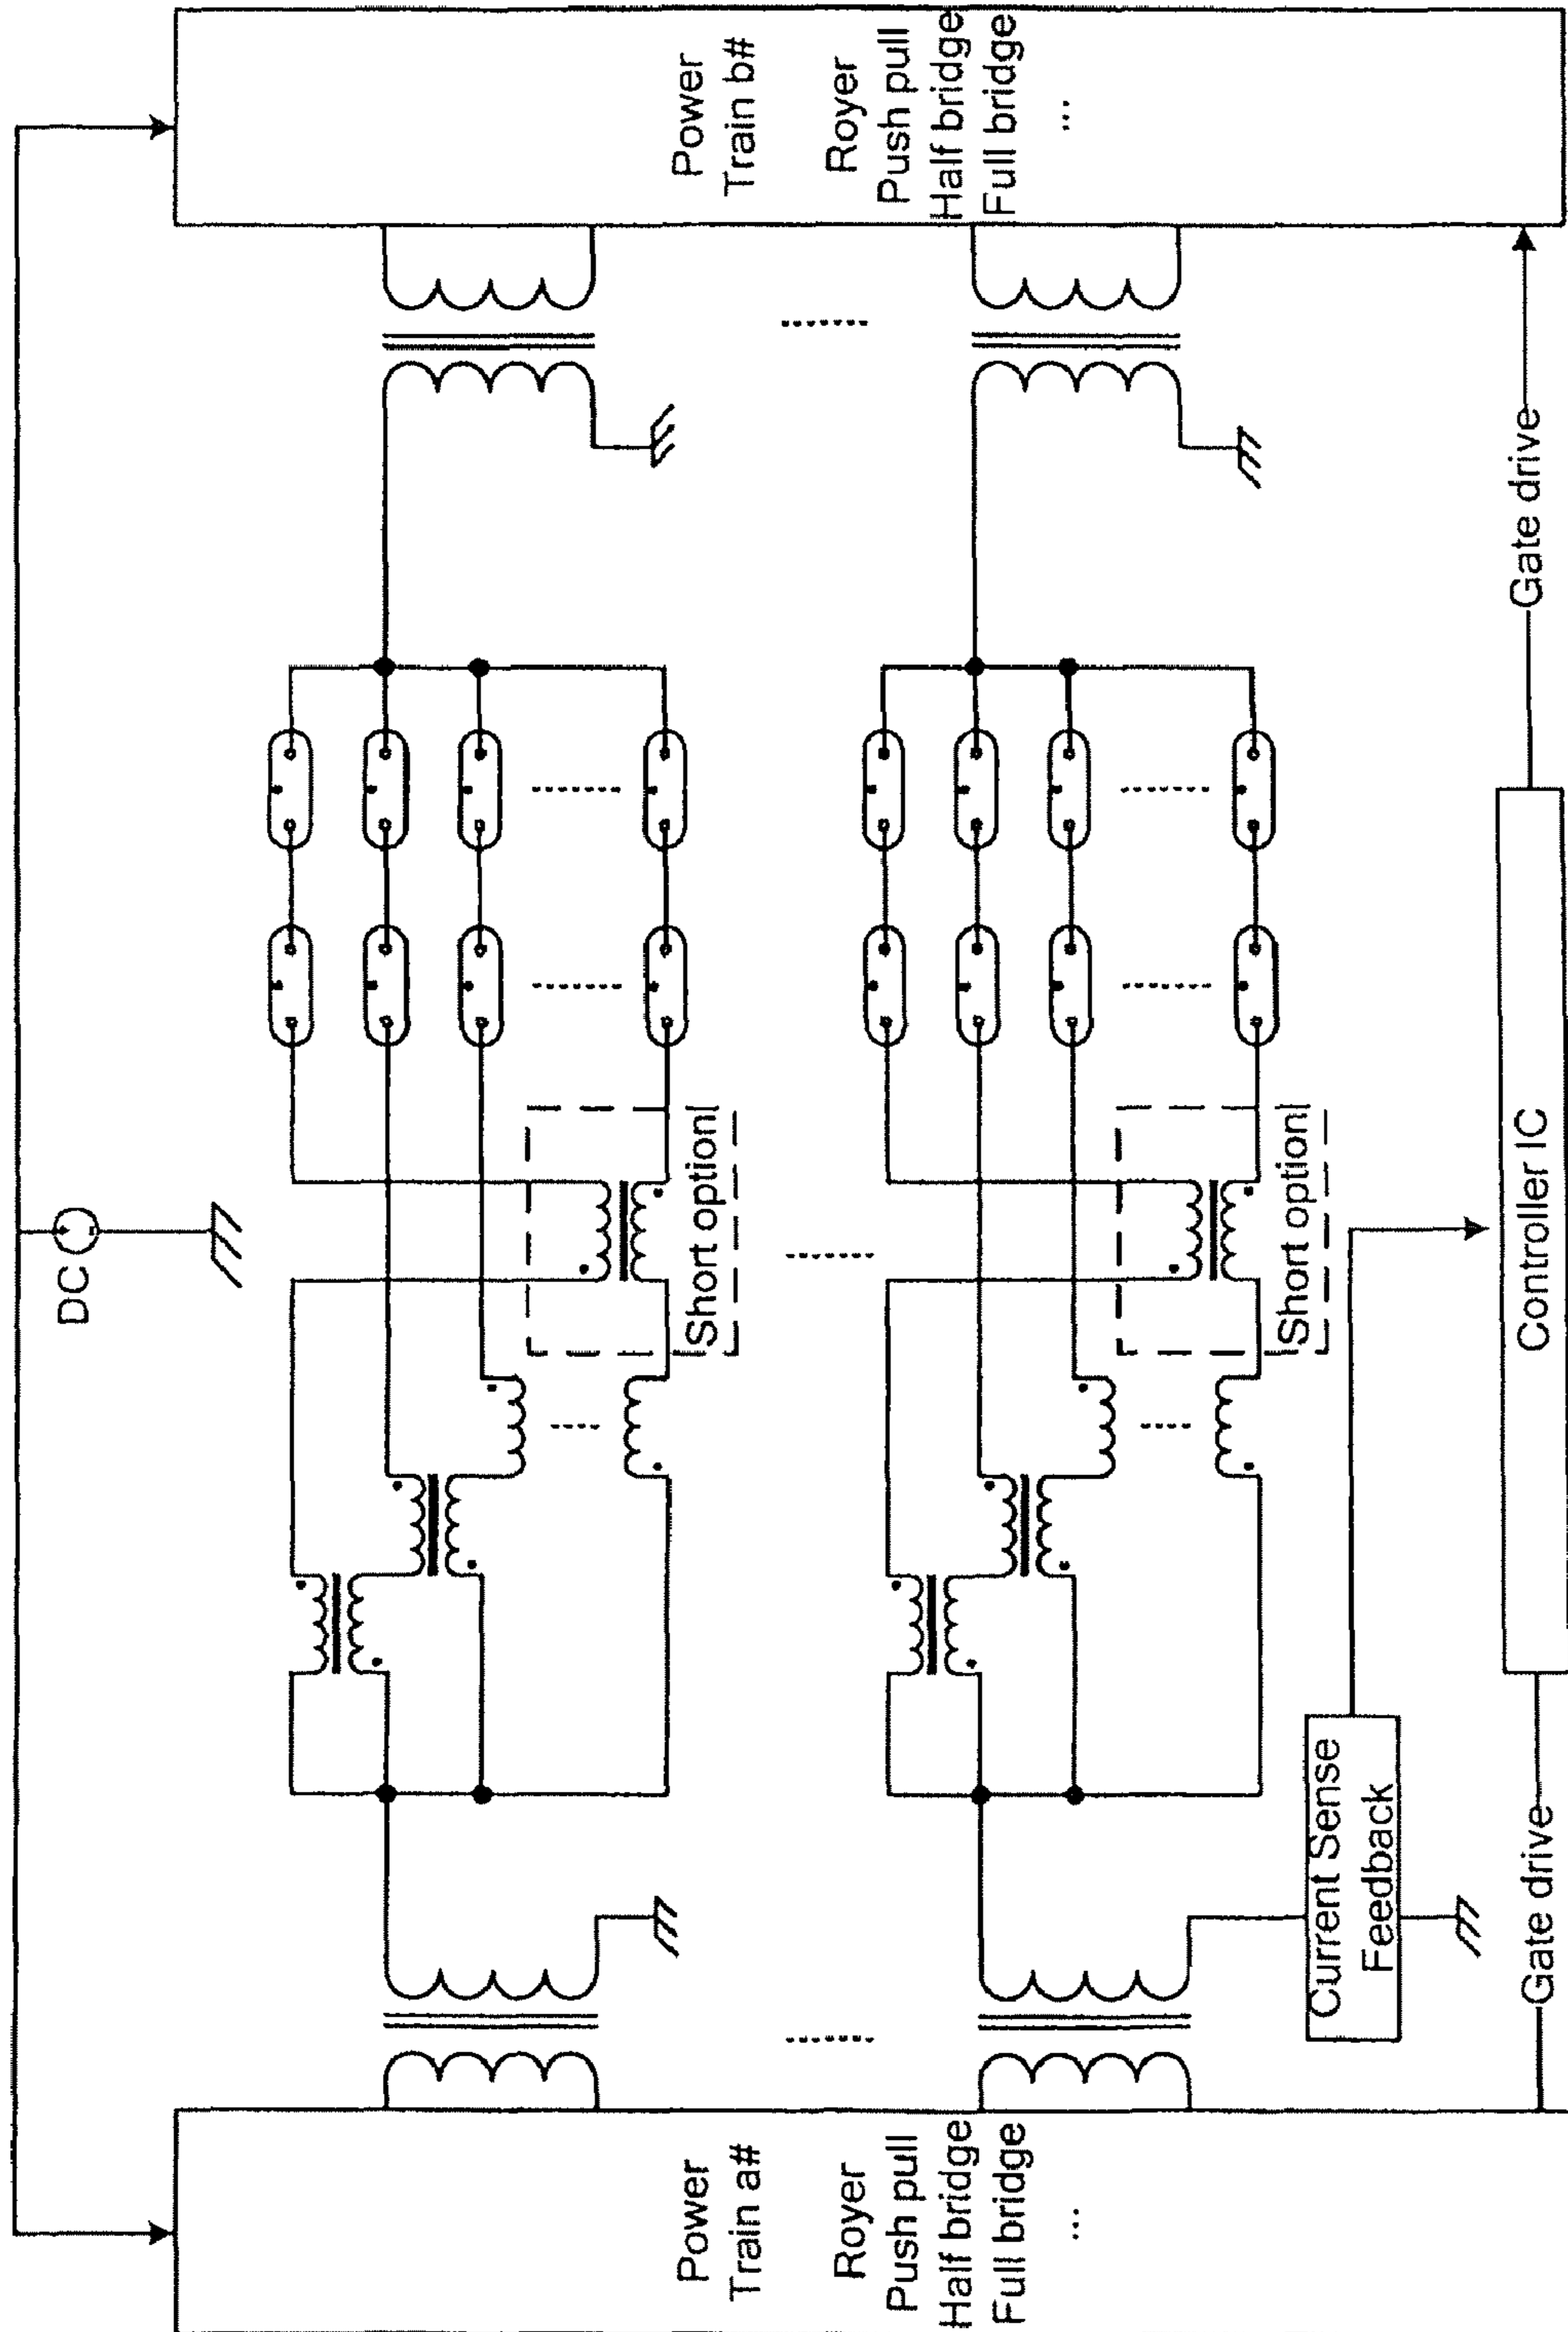 DC
Power
Train a#
Royer
Push pull
Half bridge
Full bridge
...
Short option
Short option
Power
Train b#
Royer
Push pull
Half bridge
Full bridge
...
Current Sense
Feedback
Gate drive
Controller IC
Gate drive